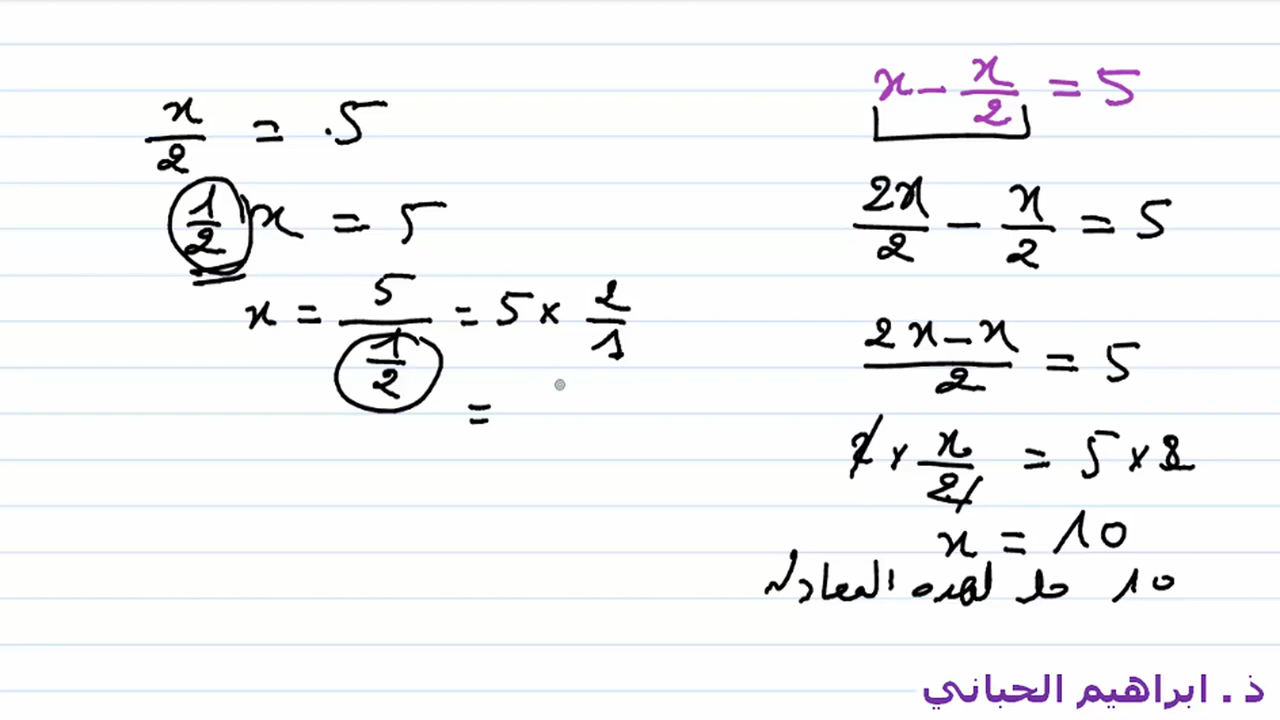 x - x/2 = 5
2x/2 - x/2 = 5
(2x - x)/2 = 5
2 × x/2 = 5 × 2
x = 10
10 حل لهذه المعادلة
x/2 = .5
1/2 x = 5
x = 5/(1/2) = 5 × 2/1
=
ذ . ابراهيم الحباني